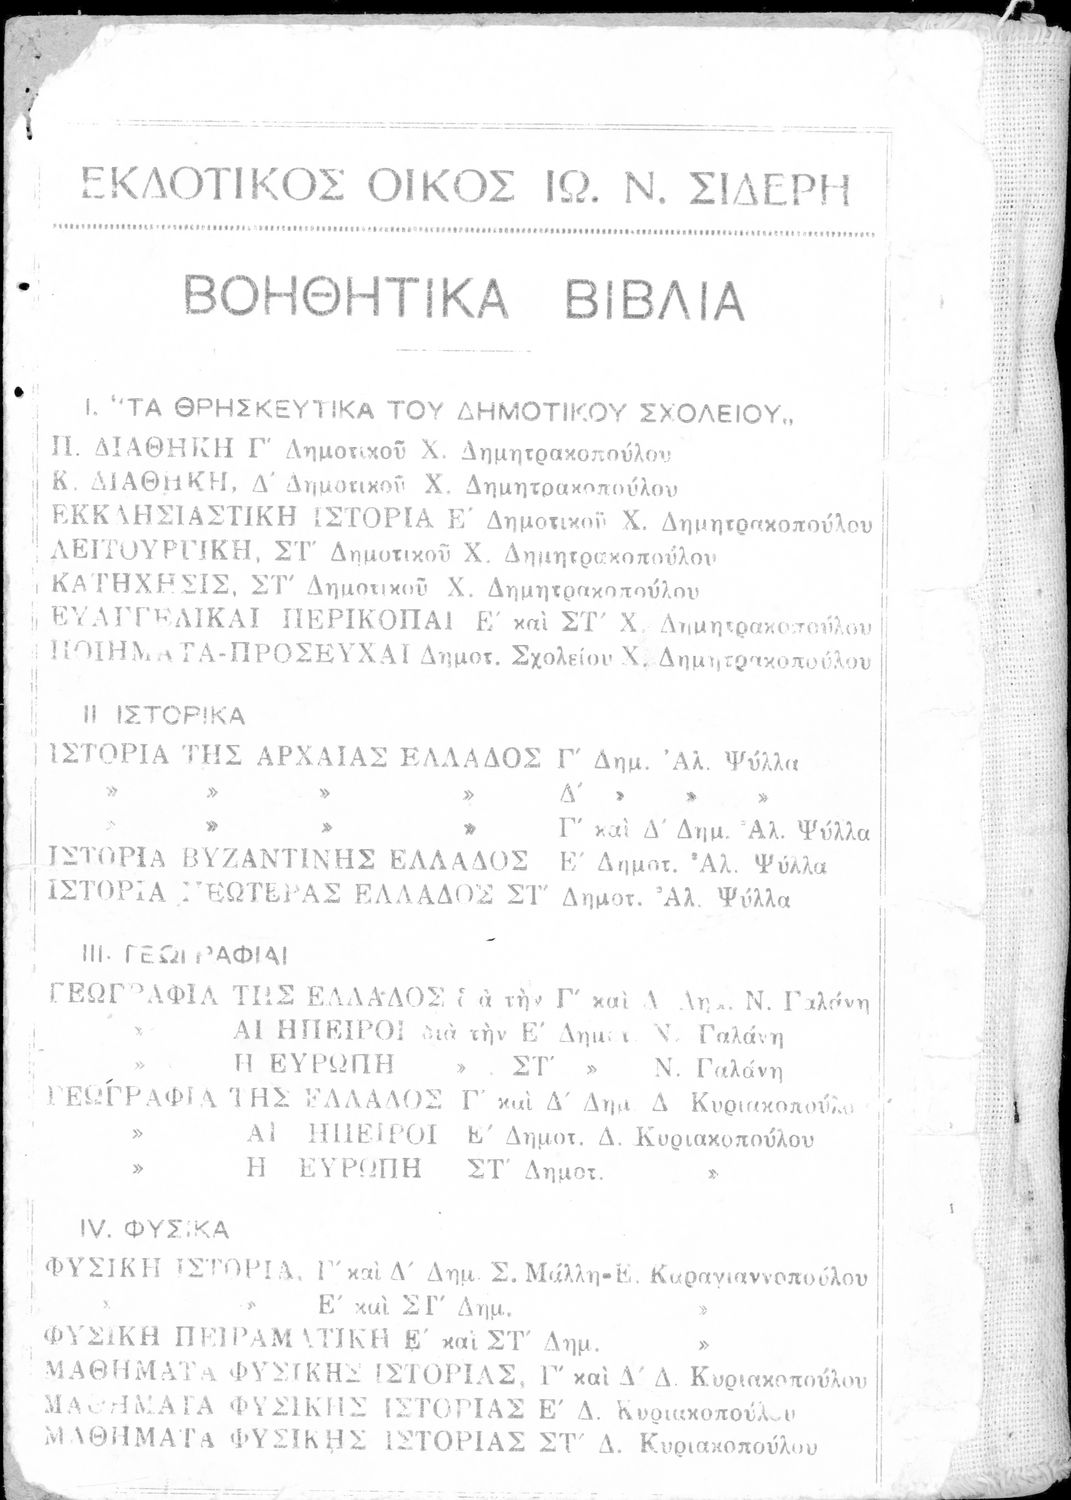 ΕΚΔΟΤΙΚΟΣ ΟΙΚΟΣ ΙΩ. Ν. ΣΙΔΕΡΗ
ΒΟΗΘΗΤΙΚΑ ΒΙΒΛΙΑ
Ι. "ΤΑ ΘΡΗΣΚΕΥΤΙΚΑ ΤΟΥ ΔΗΜΟΤΙΚΟΥ ΣΧΟΛΕΙΟΥ„
Π. ΔΙΑΘΗΚΗ Γ′ Δημοτικοῦ Χ. Δημητρακοπούλου
Κ. ΔΙΑΘΗΚΗ, Δ′ Δημοτικοῦ Χ. Δημητρακοπούλου
ΕΚΚΛΗΣΙΑΣΤΙΚΗ ΙΣΤΟΡΙΑ Ε′ Δημοτικοῦ Χ. Δημητρακοπούλου
ΛΕΙΤΟΥΡΓΙΚΗ, ΣΤ′ Δημοτικοῦ Χ. Δημητρακοπούλου
ΚΑΤΗΧΗΣΙΣ, ΣΤ′ Δημοτικοῦ Χ. Δημητρακοπούλου
ΕΥΑΓΓΕΛΙΚΑΙ ΠΕΡΙΚΟΠΑΙ Ε′ καὶ ΣΤ′ Χ. Δημητρακοπούλου
ΠΟΙΗΜΑΤΑ-ΠΡΟΣΕΥΧΑΙ Δημοτ. Σχολείου Χ. Δημητρακοπούλου
ΙΙ ΙΣΤΟΡΙΚΑ
ΙΣΤΟΡΙΑ ΤΗΣ ΑΡΧΑΙΑΣ ΕΛΛΑΔΟΣ Γ′ Δημ. Ἀλ. Ψύλλα
» » » » Δ′ » » »
» » » » Γ′ καὶ Δ′ Δημ. Ἀλ. Ψύλλα
ΙΣΤΟΡΙΑ ΒΥΖΑΝΤΙΝΗΣ ΕΛΛΑΔΟΣ Ε′ Δημοτ. Ἀλ. Ψύλλα
ΙΣΤΟΡΙΑ ΝΕΩΤΕΡΑΣ ΕΛΛΑΔΟΣ ΣΤ′ Δημοτ. Ἀλ. Ψύλλα
ΙΙΙ. ΓΕΩΓΡΑΦΙΑΙ
ΓΕΩΓΡΑΦΙΑ ΤΗΣ ΕΛΛΑΔΟΣ διὰ τὴν Γ′ καὶ Δ Δημ. Ν. Γαλάνη
» ΑΙ ΗΠΕΙΡΟΙ διὰ τὴν Ε′ Δημοτ. Ν. Γαλάνη
» Η ΕΥΡΩΠΗ » . ΣΤ′ » Ν. Γαλάνη
ΓΕΩΓΡΑΦΙΑ ΤΗΣ ΕΛΛΑΔΟΣ Γ′ καὶ Δ′ Δημ. Δ. Κυριακοπούλου
» ΑΙ ΗΠΕΙΡΟΙ Ε′ Δημοτ. Δ. Κυριακοπούλου
» Η ΕΥΡΩΠΗ ΣΤ′ Δημοτ. »
IV. ΦΥΣΙΚΑ
ΦΥΣΙΚΗ ΙΣΤΟΡΙΑ, Γ′ καὶ Δ′ Δημ. Σ. Μάλλη-Ε. Καραγιαννοπούλου
» » Ε′ καὶ ΣΤ′ Δημ. »
ΦΥΣΙΚΗ ΠΕΙΡΑΜΑΤΙΚΗ Ε′ καὶ ΣΤ′ Δημ. »
ΜΑΘΗΜΑΤΑ ΦΥΣΙΚΗΣ ΙΣΤΟΡΙΑΣ, Γ′ καὶ Δ′ Δ. Κυριακοπούλου
ΜΑΘΗΜΑΤΑ ΦΥΣΙΚΗΣ ΙΣΤΟΡΙΑΣ Ε′ Δ. Κυριακοπούλου
ΜΑΘΗΜΑΤΑ ΦΥΣΙΚΗΣ ΙΣΤΟΡΙΑΣ ΣΤ′ Δ. Κυριακοπούλου